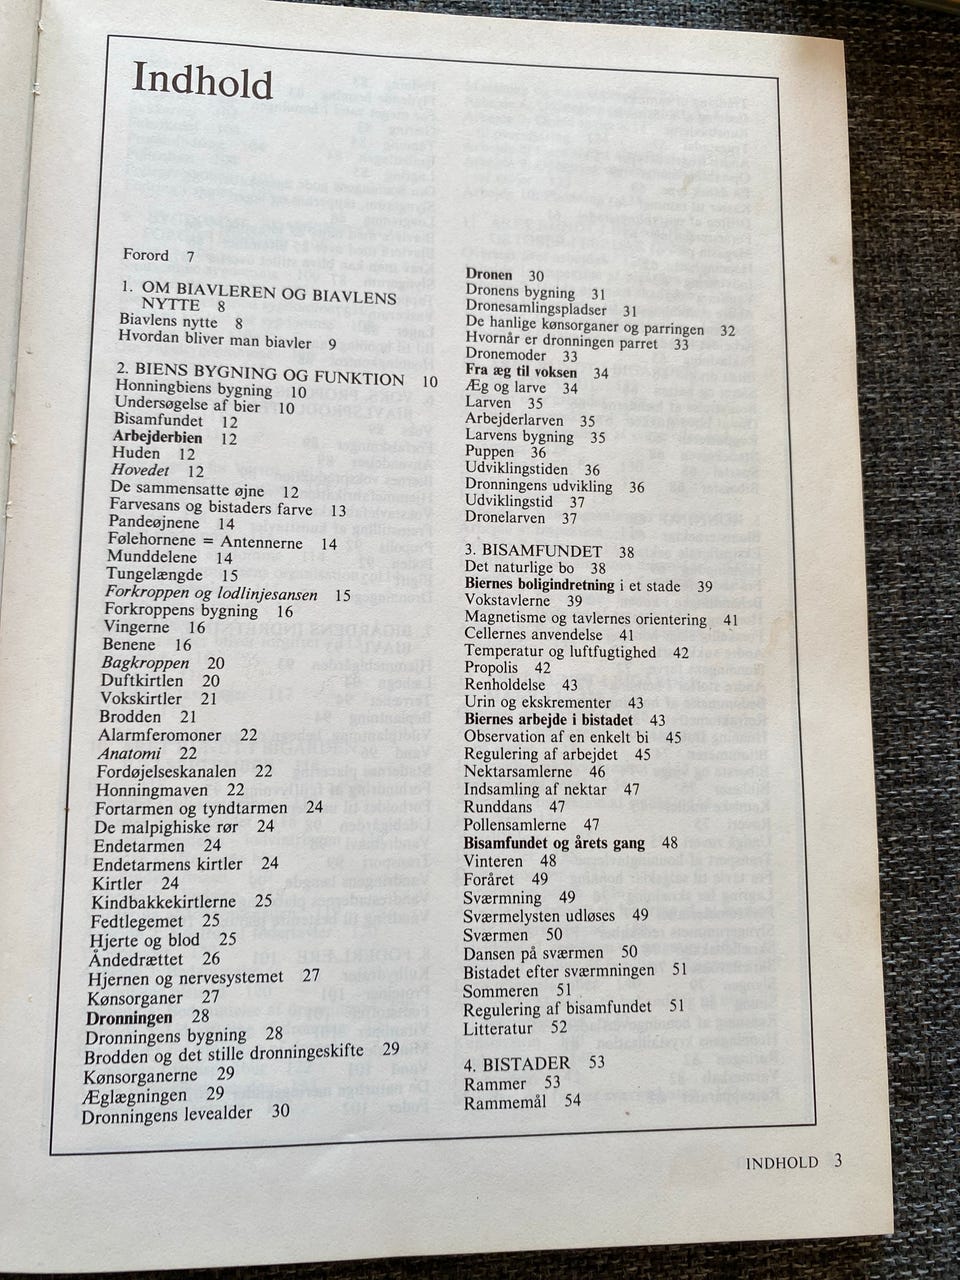 Indhold
Forord 7
1. OM BIAVLEREN OG BIAVLENS
NYTTE 8
Biavlens nytte 8
Hvordan bliver man biavler 9
2. BIENS BYGNING OG FUNKTION 10
Honningbiens bygning 10
Undersøgelse af bier 10
Bisamfundet 12
Arbejderbien 12
Huden 12
Hovedet 12
De sammensatte øjne 12
Farvesans og bistaders farve 13
Pandeøjnene 14
Følehornene = Antennerne 14
Munddelene 14
Tungelængde 15
Forkroppen og lodlinjesansen 15
Forkroppens bygning 16
Vingerne 16
Benene 16
Bagkroppen 20
Duftkirtlen 20
Vokskirtler 21
Brodden 21
Alarmferomoner 22
Anatomi 22
Fordøjelseskanalen 22
Honningmaven 22
Fortarmen og tyndtarmen 24
De malpighiske rør 24
Endetarmen 24
Endetarmens kirtler 24
Kirtler 24
Kindbakkekirtlerne 25
Fedtlegemet 25
Hjerte og blod 25
Åndedrættet 26
Hjernen og nervesystemet 27
Kønsorganer 27
Dronningen 28
Dronningens bygning 28
Brodden og det stille dronningeskifte 29
Kønsorganerne 29
Æglægningen 29
Dronningens levealder 30
Dronen 30
Dronens bygning 31
Dronesamlingspladser 31
De hanlige kønsorganer og parringen 32
Hvornår er dronningen parret 33
Dronemoder 33
Fra æg til voksen 34
Æg og larve 34
Larven 35
Arbejderlarven 35
Larvens bygning 35
Puppen 36
Udviklingstiden 36
Dronningens udvikling 36
Udviklingstid 37
Dronelarven 37
3. BISAMFUNDET 38
Det naturlige bo 38
Biernes boligindretning i et stade 39
Vokstavlerne 39
Magnetisme og tavlernes orientering 41
Cellernes anvendelse 41
Temperatur og luftfugtighed 42
Propolis 42
Renholdelse 43
Urin og ekskrementer 43
Biernes arbejde i bistadet 43
Observation af en enkelt bi 45
Regulering af arbejdet 45
Nektarsamlerne 46
Indsamling af nektar 47
Runddans 47
Pollensamlerne 47
Bisamfundet og årets gang 48
Vinteren 48
Foråret 49
Sværmning 49
Sværmelysten udløses 49
Sværmen 50
Dansen på sværmen 50
Bistadet efter sværmningen 51
Sommeren 51
Regulering af bisamfundet 51
Litteratur 52
4. BISTADER 53
Rammer 53
Rammemål 54
INDHOLD 3